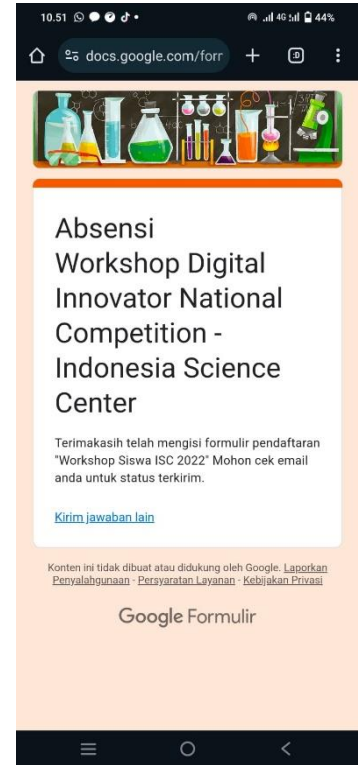 10.51 4G 44%
docs.google.com/forr
Absensi
Workshop Digital
Innovator National
Competition -
Indonesia Science
Center
Terimakasih telah mengisi formulir pendaftaran
"Workshop Siswa ISC 2022" Mohon cek email
anda untuk status terkirim.
Kirim jawaban lain
Konten ini tidak dibuat atau didukung oleh Google. Laporkan
Penyalahgunaan - Persyaratan Layanan - Kebijakan Privasi
Google Formulir